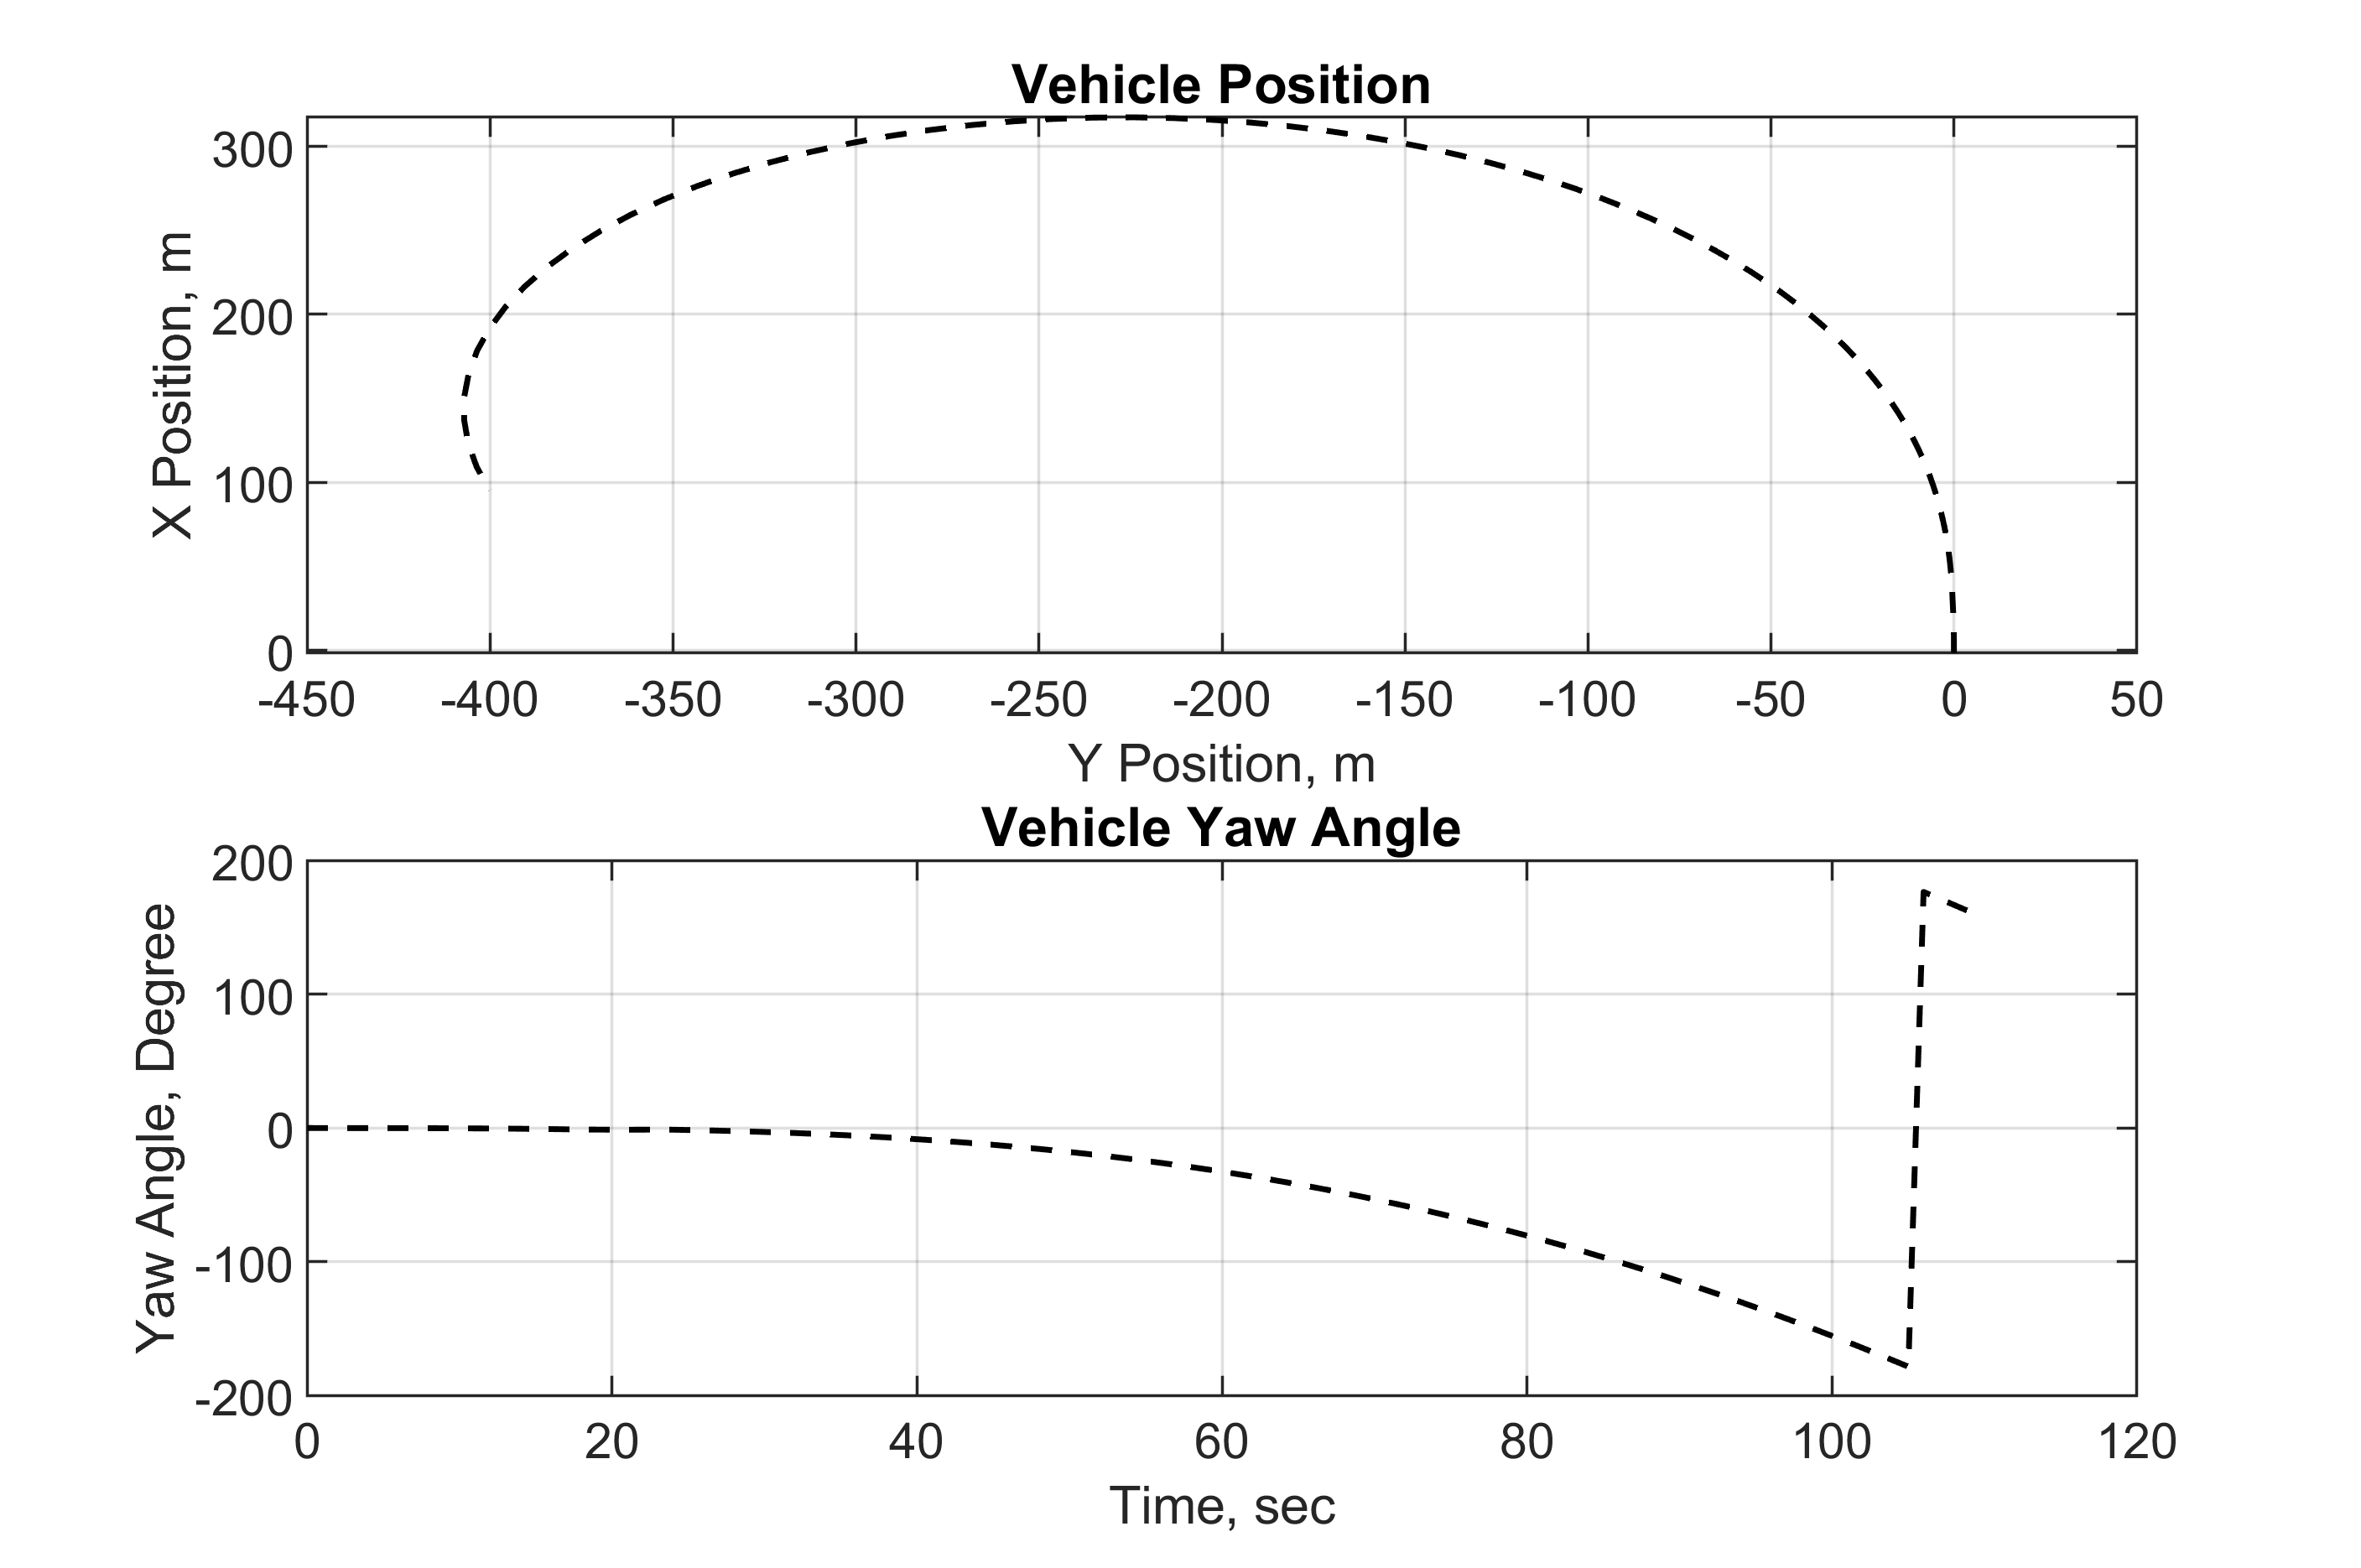 Vehicle Position
300
200
100
0
X Position, m
-450 -400 -350 -300 -250 -200 -150 -100 -50 0 50
Y Position, m
Vehicle Yaw Angle
200
100
0
-100
-200
Yaw Angle, Degree
0 20 40 60 80 100 120
Time, sec